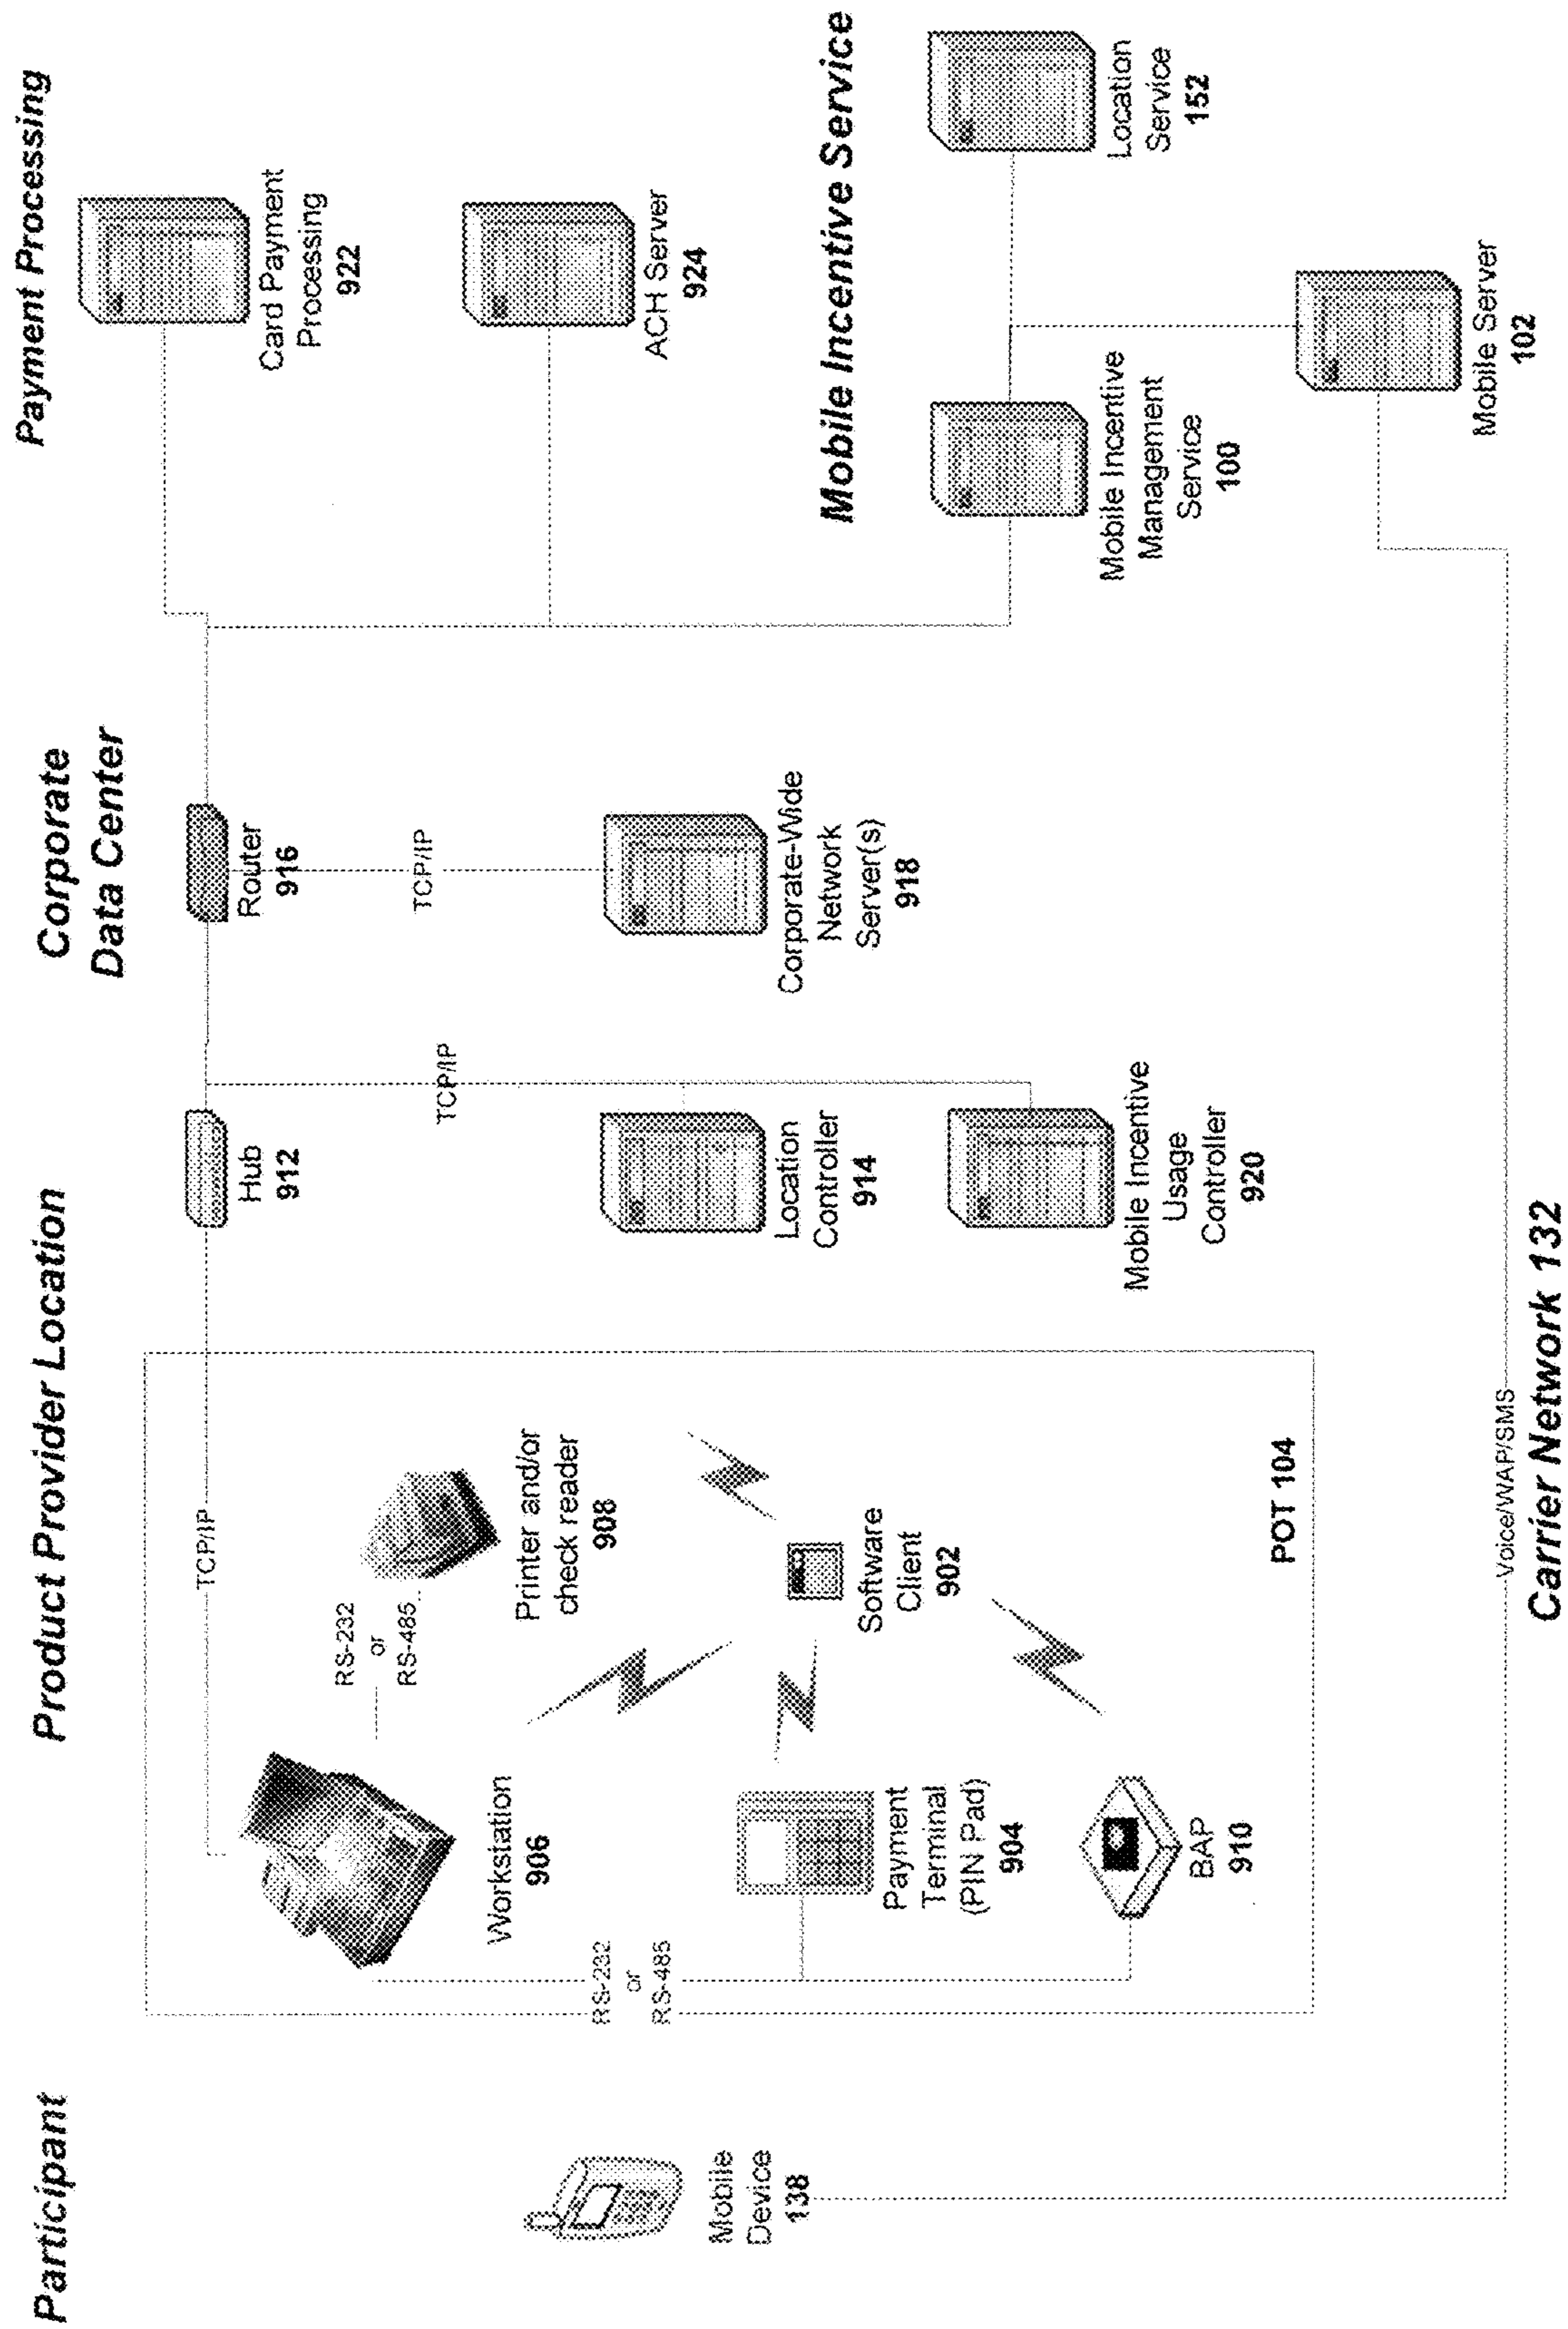 Participant
Product Provider Location
Corporate
Data Center
Payment Processing
Mobile
Device
138
TCP/IP
RS-232
or
RS-485
Workstation
906
Printer and/or
check reader
908
RS-232
or
RS-485
Payment
Terminal
(PIN Pad)
904
Software
Client
902
BAP
910
POT 104
Hub
912
TCP/IP
Location
Controller
914
Mobile Incentive
Usage
Controller
920
Router
916
TCP/IP
Corporate-Wide
Network
Server(s)
918
Card Payment
Processing
922
ACH Server
924
Mobile Incentive Service
Mobile Incentive
Management
Service
100
Location
Service
152
Mobile Server
102
Voice/WAP/SMS
Carrier Network 132